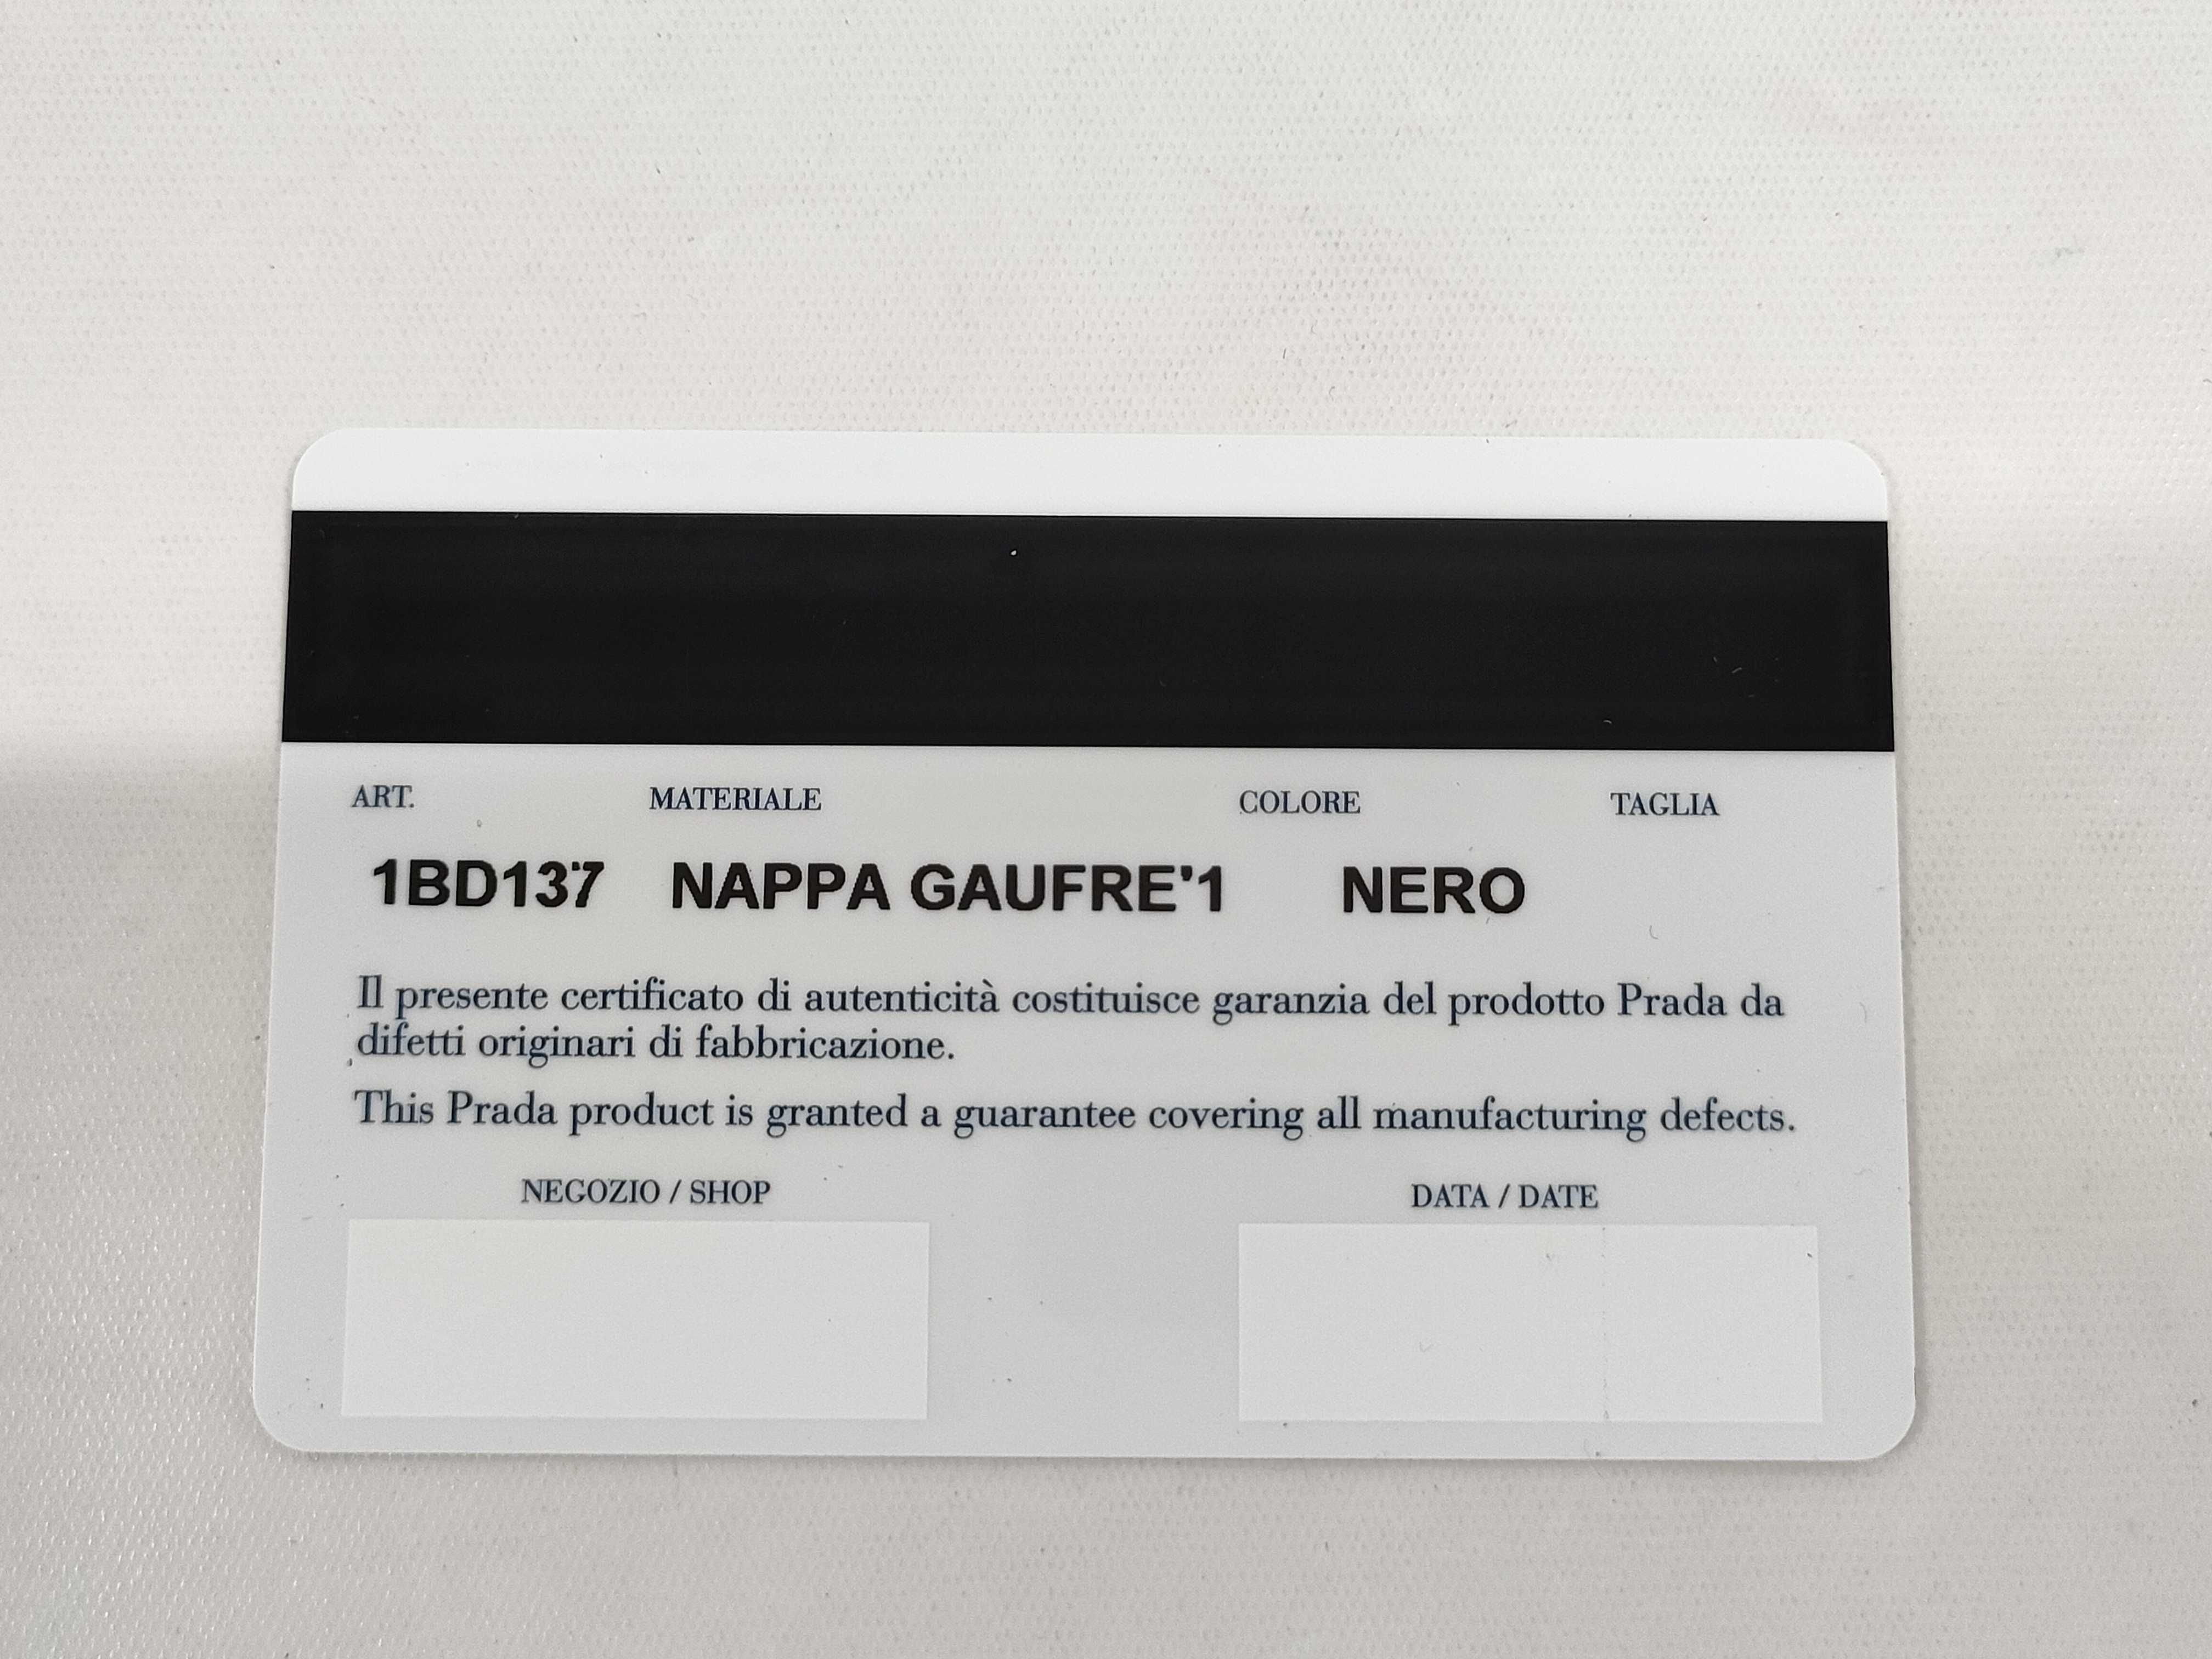 ART. MATERIALE COLORE TAGLIA
1BD137 NAPPA GAUFRE'1 NERO
Il presente certificato di autenticità costituisce garanzia del prodotto Prada da
difetti originari di fabbricazione.
This Prada product is granted a guarantee covering all manufacturing defects.
NEGOZIO / SHOP DATA / DATE